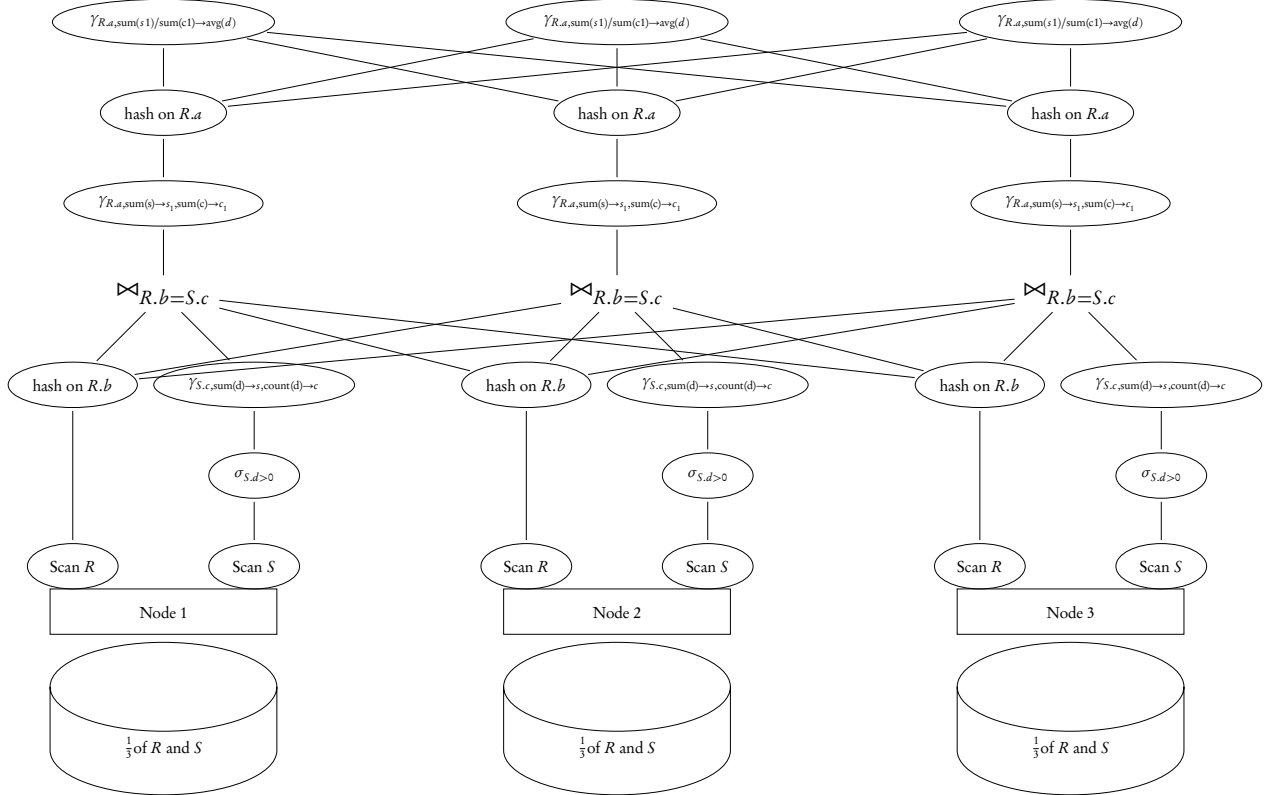 γR.a,sum(s1)/sum(c1)→avg(d) γR.a,sum(s1)/sum(c1)→avg(d) γR.a,sum(s1)/sum(c1)→avg(d)
hash on R.a hash on R.a hash on R.a
γR.a,sum(s)→s₁,sum(c)→c₁ γR.a,sum(s)→s₁,sum(c)→c₁ γR.a,sum(s)→s₁,sum(c)→c₁
⋈R.b=S.c ⋈R.b=S.c ⋈R.b=S.c
hash on R.b γS.c,sum(d)→s,count(d)→c hash on R.b γS.c,sum(d)→s,count(d)→c hash on R.b γS.c,sum(d)→s,count(d)→c
σS.d>0 σS.d>0 σS.d>0
Scan R Scan S Scan R Scan S Scan R Scan S
Node 1 Node 2 Node 3
1/3 of R and S 1/3 of R and S 1/3 of R and S